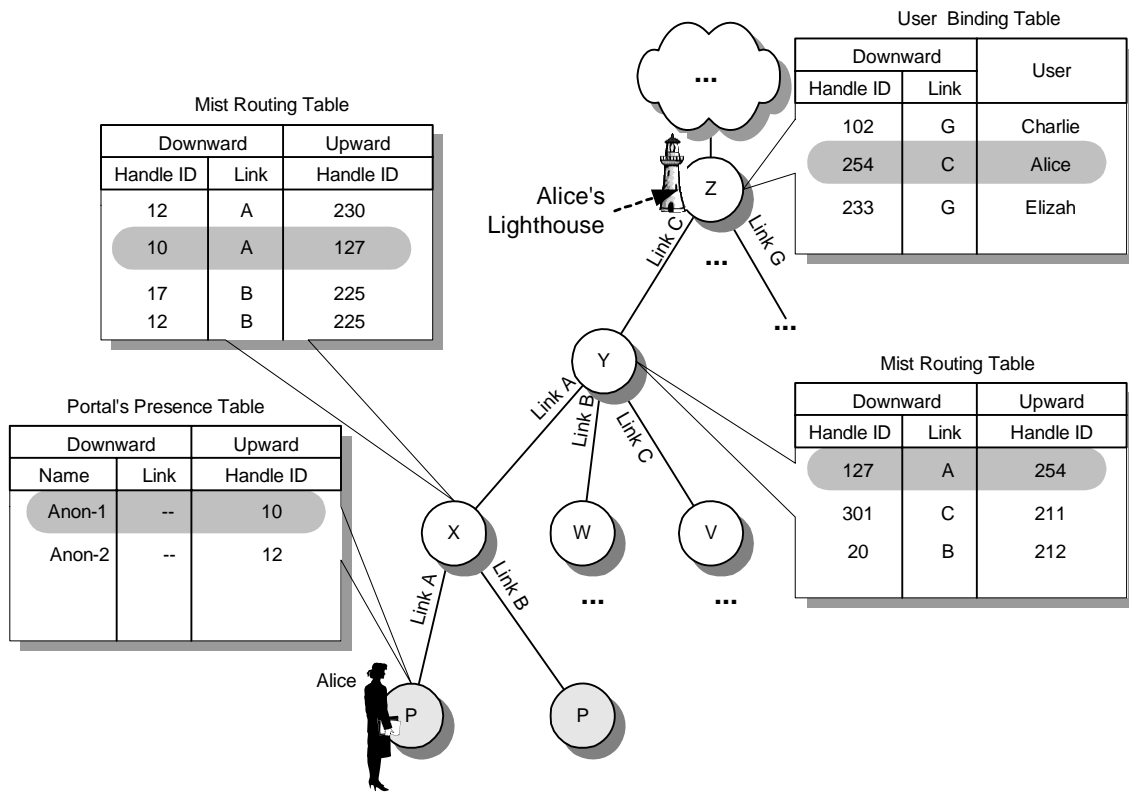 User Binding Table
Downward User
Handle ID Link
102 G Charlie
254 C Alice
233 G Elizah
...
Mist Routing Table
Downward Upward
Handle ID Link Handle ID
12 A 230
10 A 127
17 B 225
12 B 225
Alice's
Lighthouse
Z
Link C
Link G
...
...
Y
Link A
Link B
Link C
Mist Routing Table
Downward Upward
Handle ID Link Handle ID
127 A 254
301 C 211
20 B 212
Portal's Presence Table
Downward Upward
Name Link Handle ID
Anon-1 -- 10
Anon-2 -- 12
X
W
V
...
...
Link A
Link B
Alice
P
P